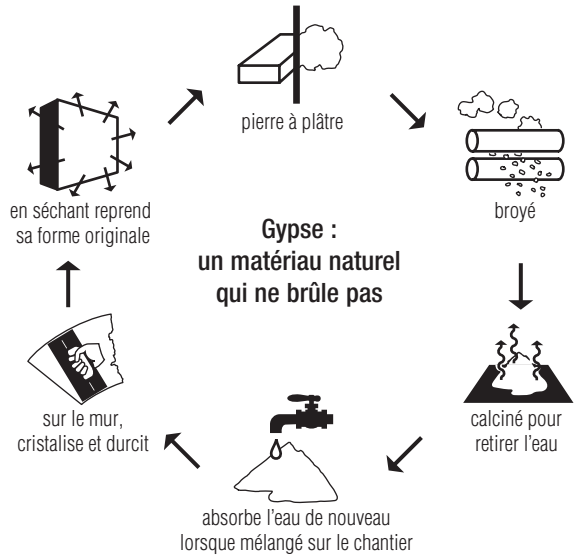 pierre à plâtre
broyé
calciné pour
retirer l'eau
absorbe l'eau de nouveau
lorsque mélangé sur le chantier
sur le mur,
cristalise et durcit
en séchant reprend
sa forme originale
Gypse :
un matériau naturel
qui ne brûle pas